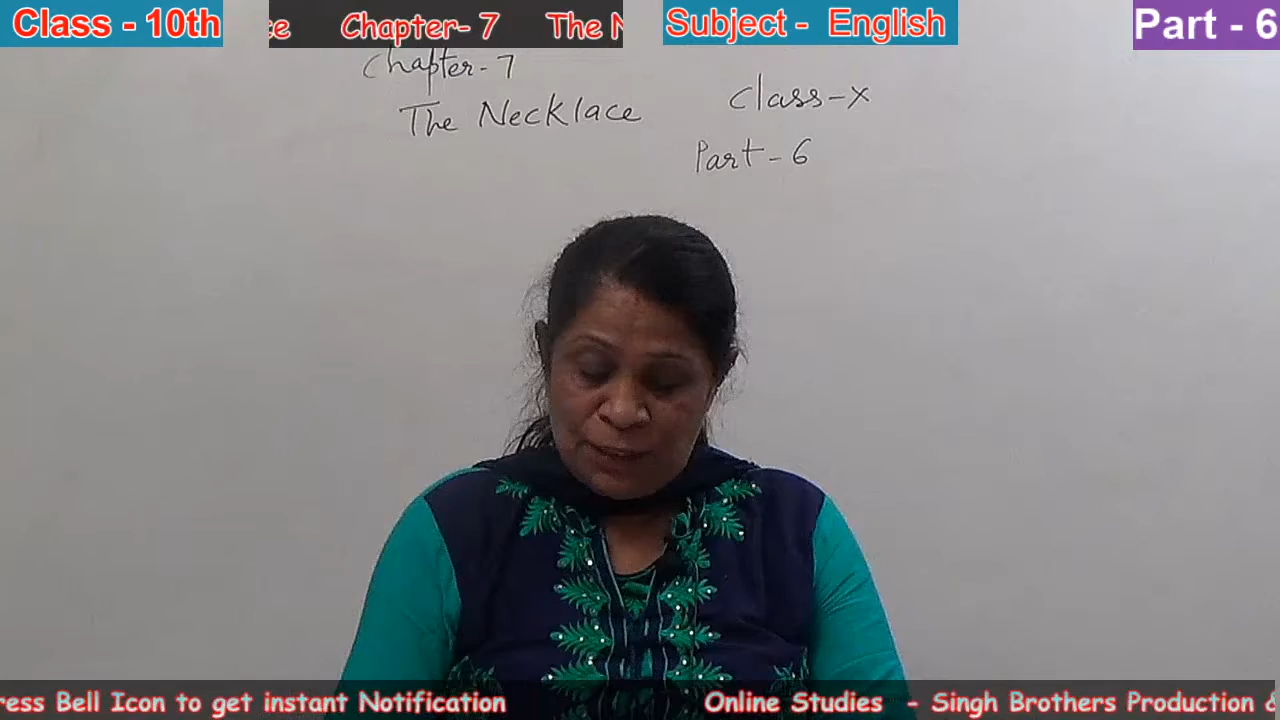 Class - 10th
Chapter- 7 The
Subject - English
Part - 6
Chapter-7
The Necklace
Class-X
Part-6
Bell Icon to get instant Notification
Online Studies - Singh Brothers Production &